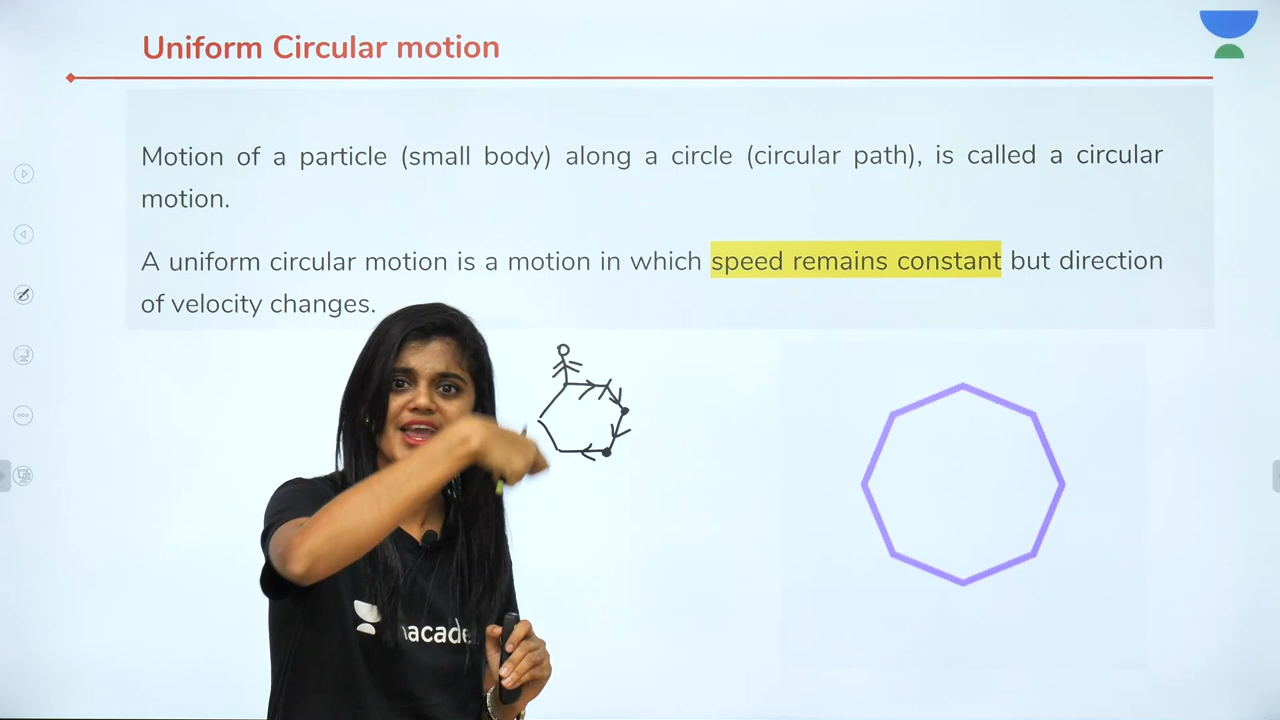 Uniform Circular motion
Motion of a particle (small body) along a circle (circular path), is called a circular
motion.
A uniform circular motion is a motion in which speed remains constant but direction
of velocity changes.
nacade